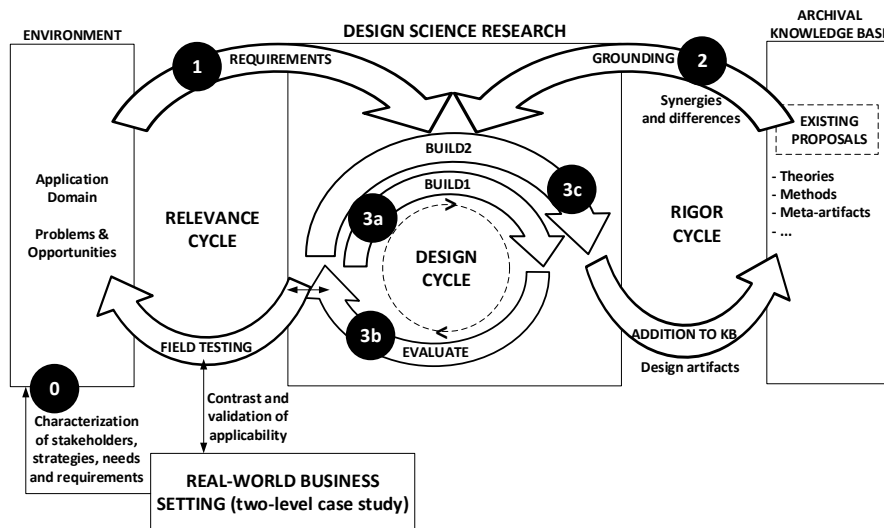 ENVIRONMENT
DESIGN SCIENCE RESEARCH
ARCHIVAL
KNOWLEDGE BASE
1
REQUIREMENTS
GROUNDING
2
Synergies
and differences
EXISTING
PROPOSALS
- Theories
- Methods
- Meta-artifacts
- ...
Application
Domain
Problems &
Opportunities
RELEVANCE
CYCLE
BUILD2
BUILD1
3a
3c
DESIGN
CYCLE
RIGOR
CYCLE
3b
EVALUATE
FIELD TESTING
ADDITION TO KB
Design artifacts
0
Characterization
of stakeholders,
strategies, needs
and requirements
Contrast and
validation of
applicability
REAL-WORLD BUSINESS
SETTING (two-level case study)